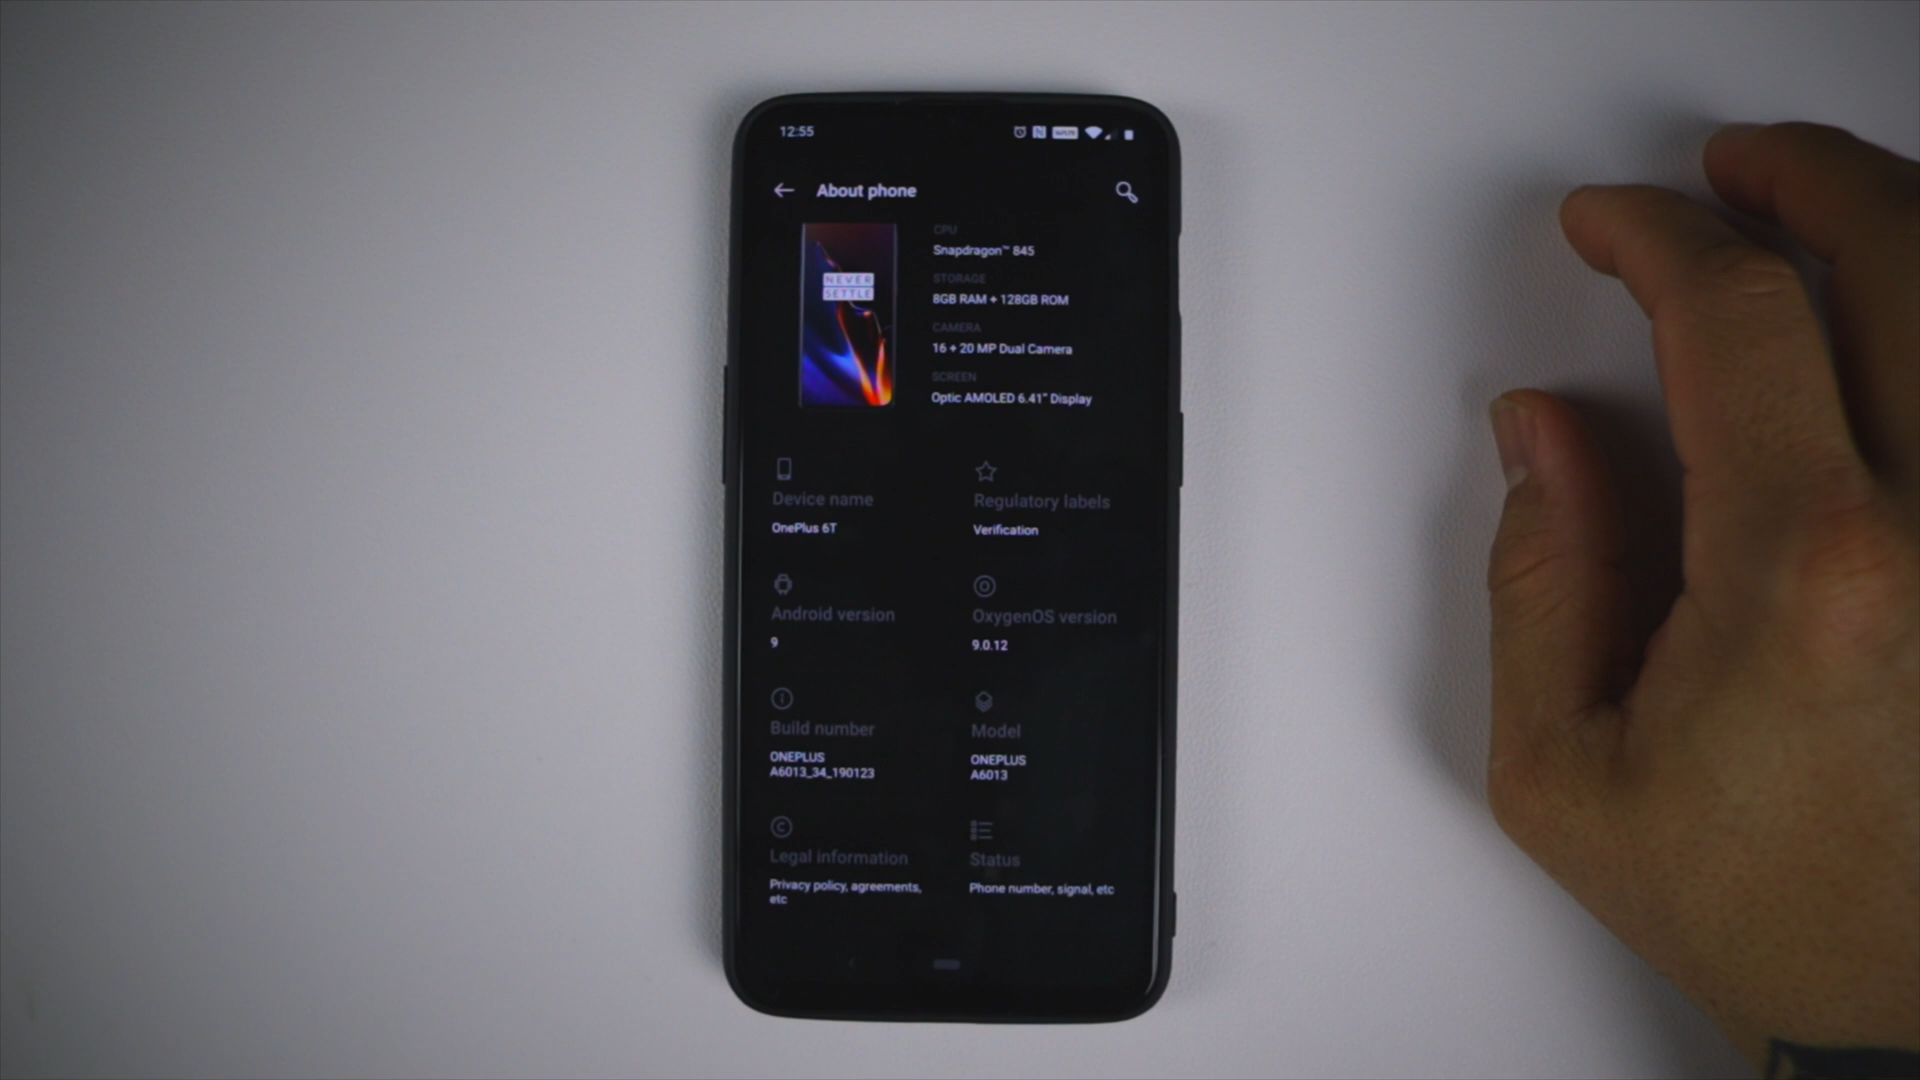 12:55
About phone
NEVER
SETTLE
CPU
Snapdragon™ 845
STORAGE
8GB RAM + 128GB ROM
CAMERA
16 + 20 MP Dual Camera
SCREEN
Optic AMOLED 6.41" Display
Device name
OnePlus 6T
Regulatory labels
Verification
Android version
9
OxygenOS version
9.0.12
Build number
ONEPLUS
A6013_34_190123
Model
ONEPLUS
A6013
Legal information
Privacy policy, agreements,
etc
Status
Phone number, signal, etc